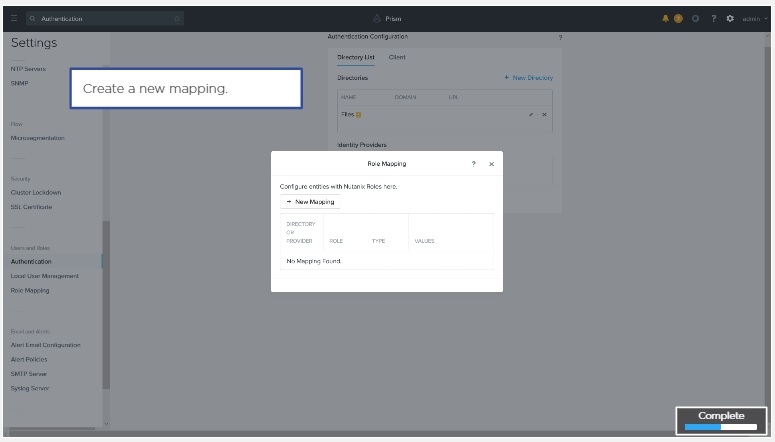 Authentication
Prism
admin
Settings
NTP Servers
SNMP
Flow
Microsegmentation
Security
Cluster Lockdown
SSL Certificate
Users and Roles
Authentication
Local User Management
Role Mapping
Email and Alerts
Alert Email Configuration
Alert Policies
SMTP Server
Syslog Server
Create a new mapping.
Authentication Configuration ?
Directory List Client
Directories + New Directory
NAME DOMAIN URL
Files
Identity Providers
Role Mapping ? ×
Configure entities with Nutanix Roles here.
+ New Mapping
DIRECTORY
OR
PROVIDER ROLE TYPE VALUES
No Mapping Found.
Complete